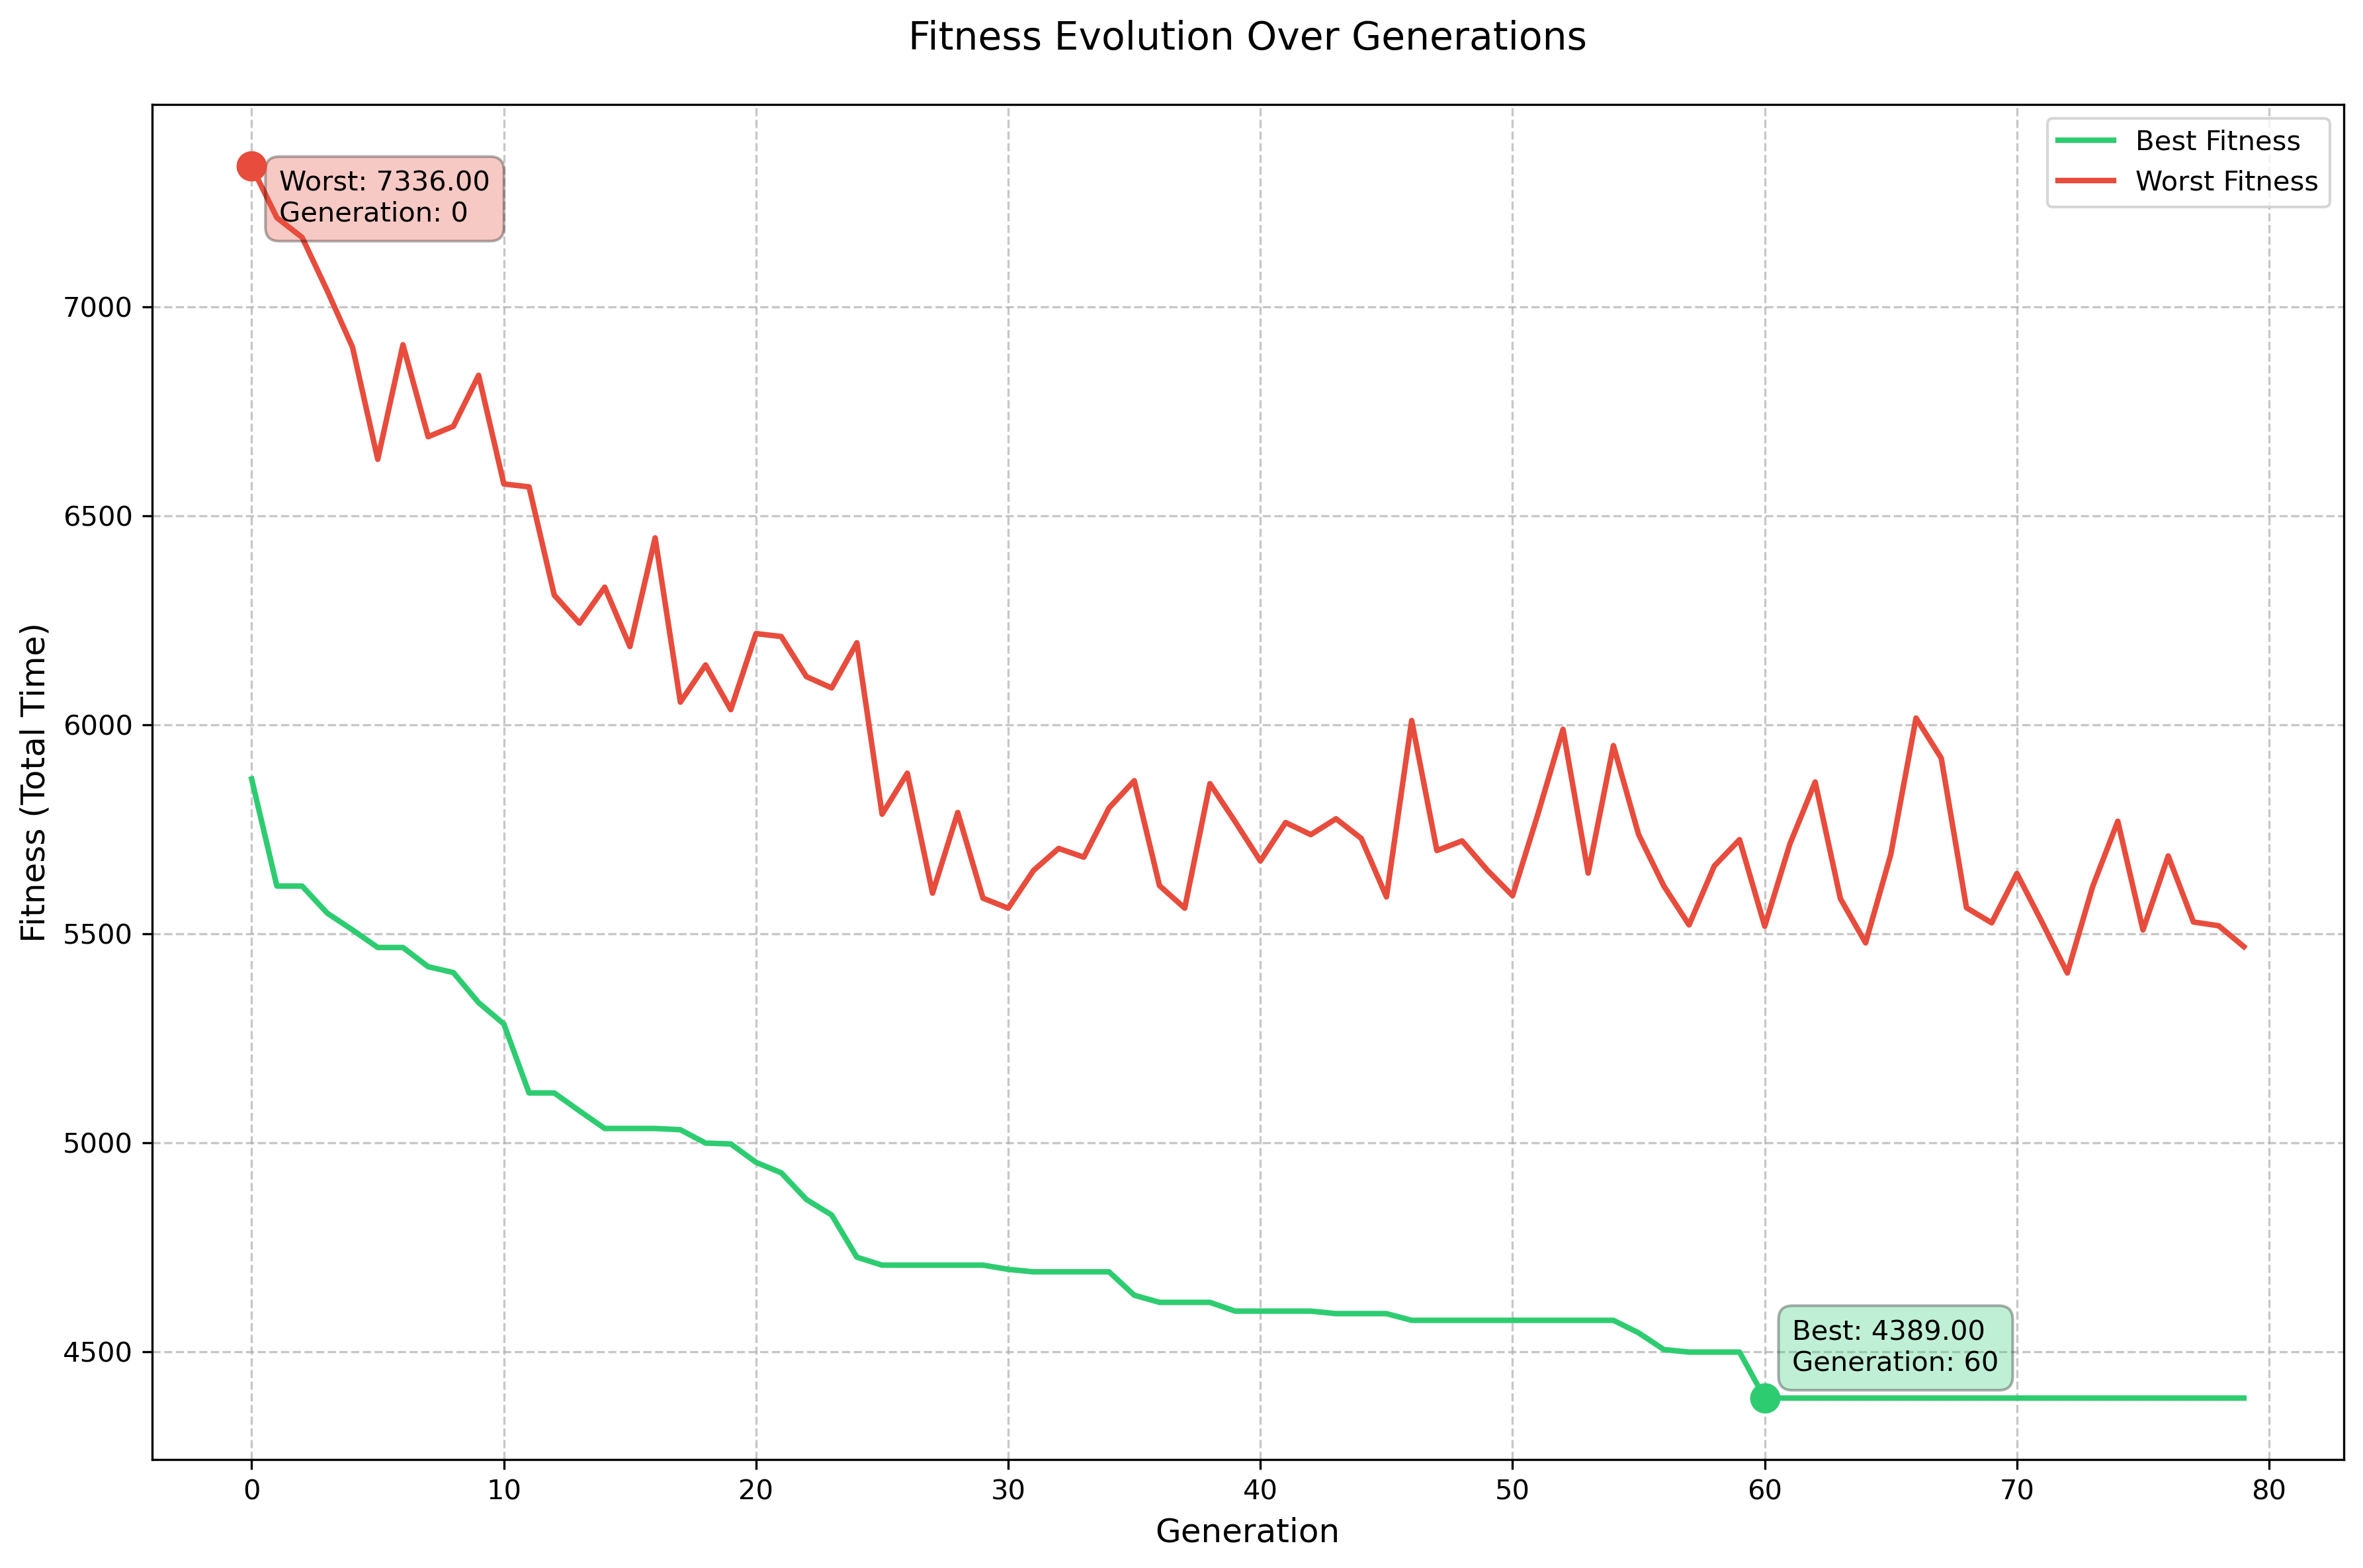 Fitness Evolution Over Generations
Best Fitness
Worst Fitness
Worst: 7336.00
Generation: 0
7000
6500
6000
5500
5000
4500
Fitness (Total Time)
Best: 4389.00
Generation: 60
0 10 20 30 40 50 60 70 80
Generation